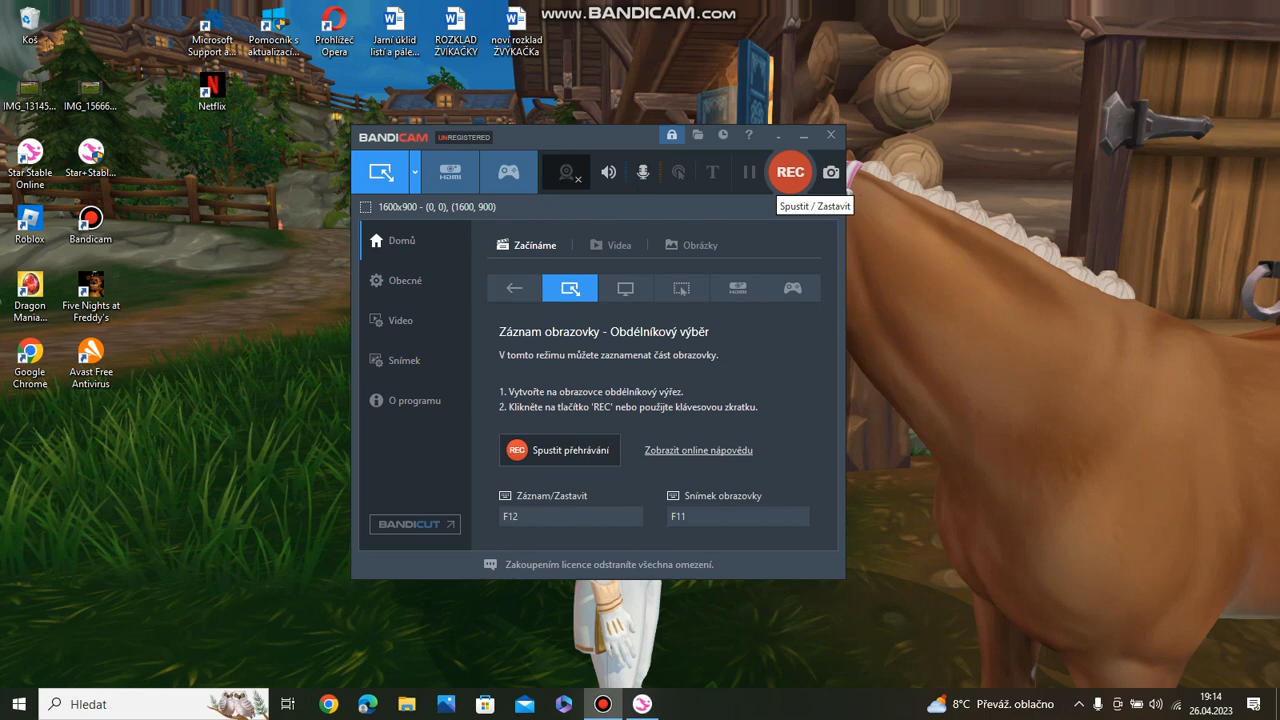 www.BANDICAM.com
Koš
Microsoft
Support a...
Pomocník s
aktualizací...
Prohlížeč
Opera
Jarní úklid
listí a pále...
ROZKLAD
ŽVÍKAČKY
noví rozklad
ŽVYKAČKa
IMG_13145...
IMG_15666...
Netflix
Star Stable
Online
Star+Stabl...
Roblox
Bandicam
Dragon
Mania...
Five Nights at
Freddy's
Google
Chrome
Avast Free
Antivirus
BANDICAM UNREGISTERED
HDMI
T
REC
Spustit / Zastavit
1600x900 - (0, 0), (1600, 900)
Domů
Obecné
Video
Snímek
O programu
BANDICUT
Začínáme
Videa
Obrázky
HDMI
Záznam obrazovky - Obdélníkový výběr
V tomto režimu můžete zaznamenat část obrazovky.
1. Vytvořte na obrazovce obdélníkový výřez.
2. Klikněte na tlačítko 'REC' nebo použijte klávesovou zkratku.
REC Spustit přehrávání
Zobrazit online nápovědu
Záznam/Zastavit
Snímek obrazovky
F12
F11
Zakoupením licence odstraníte všechna omezení.
Hledat
8°C Převáž. oblačno
19:14
26.04.2023